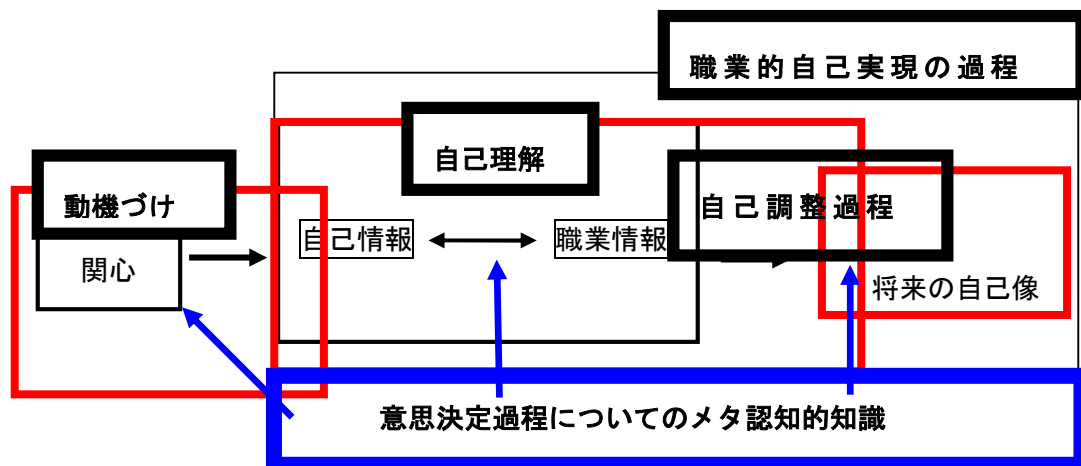 職業的自己実現の過程
自己理解
動機づけ
自己調整過程
関心
自己情報
職業情報
将来の自己像
意思決定過程についてのメタ認知的知識